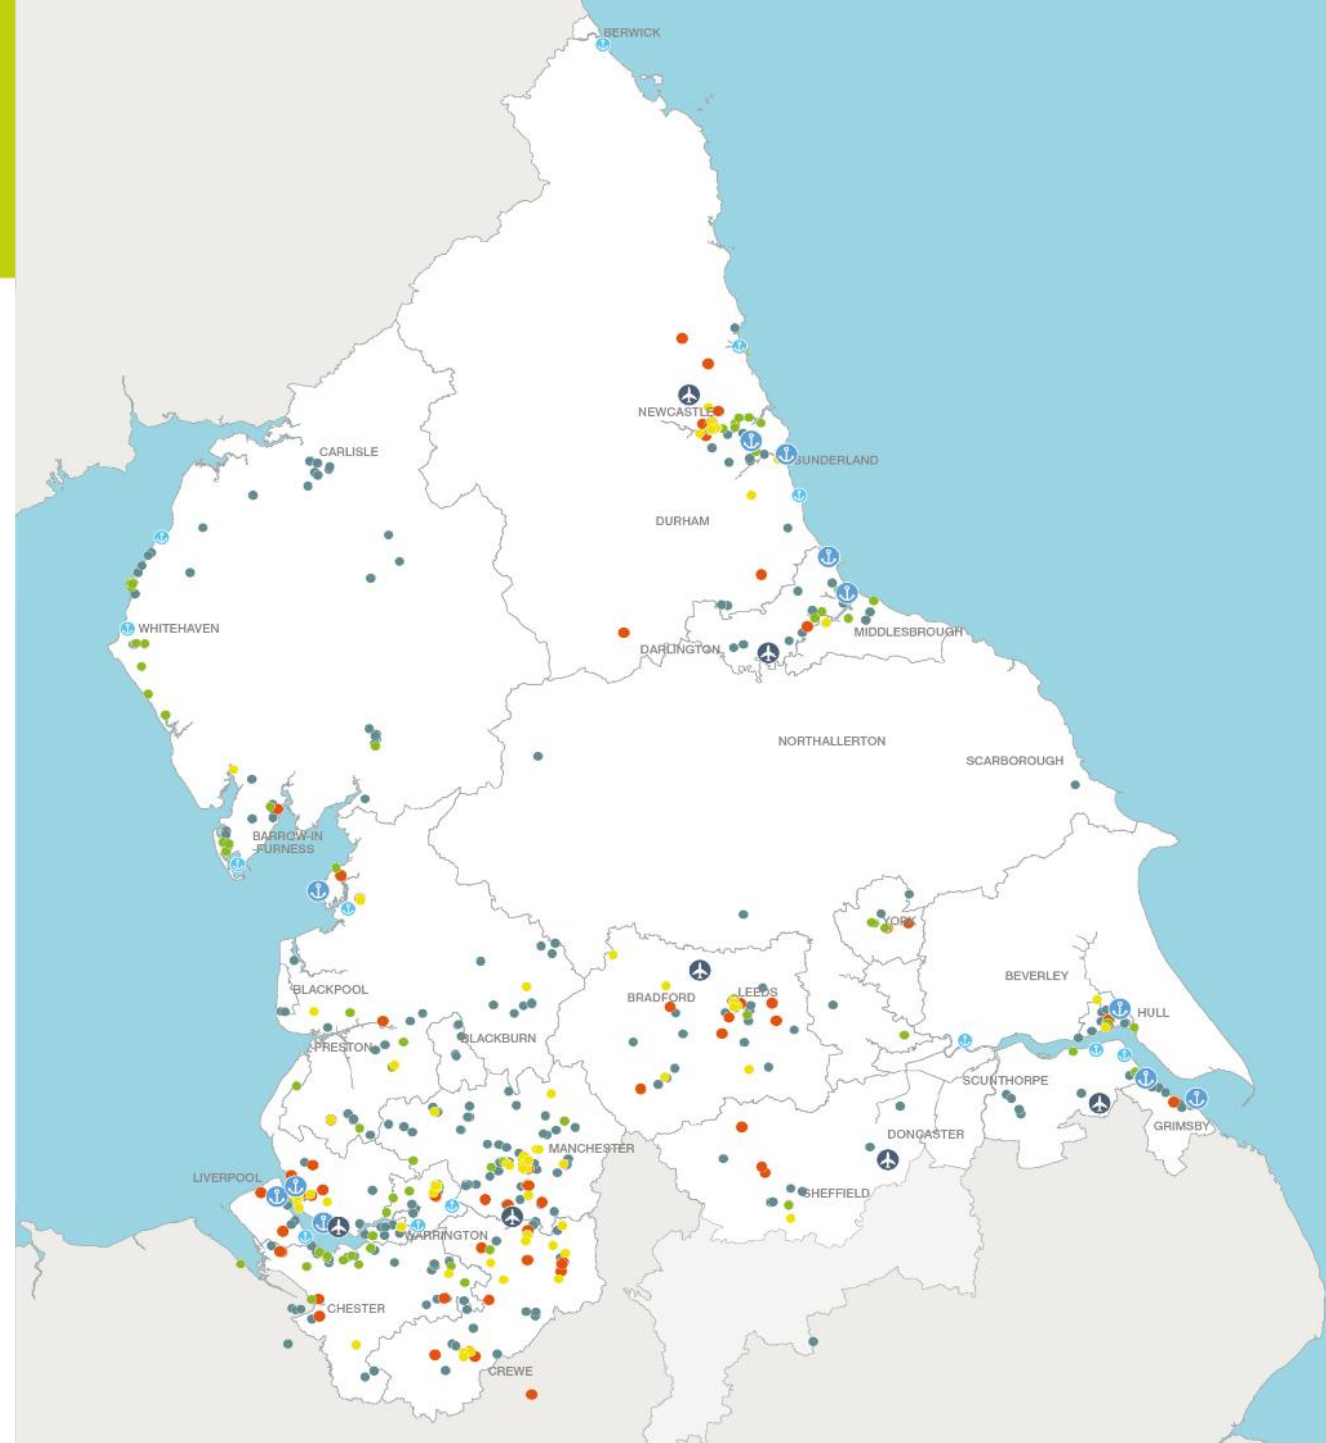 BERWICK
NEWCASTLE
CARLISLE
SUNDERLAND
DURHAM
WHITEHAVEN
MIDDLESBROUGH
DARLINGTON
NORTHALLERTON
SCARBOROUGH
BARROW-IN
-FURNESS
YORK
BEVERLEY
BLACKPOOL
BRADFORD
LEEDS
HULL
BLACKBURN
PRESTON
SCUNTHORPE
GRIMSBY
DONCASTER
MANCHESTER
LIVERPOOL
SHEFFIELD
WARRINGTON
CHESTER
CREWE